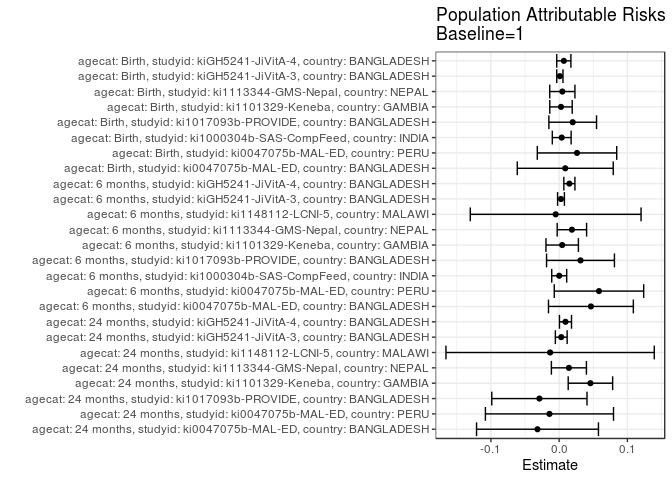 Population Attributable Risks
Baseline=1
agecat: Birth, studyid: kiGH5241-JiVitA-4, country: BANGLADESH
agecat: Birth, studyid: kiGH5241-JiVitA-3, country: BANGLADESH
agecat: Birth, studyid: ki1113344-GMS-Nepal, country: NEPAL
agecat: Birth, studyid: ki1101329-Keneba, country: GAMBIA
agecat: Birth, studyid: ki1017093b-PROVIDE, country: BANGLADESH
agecat: Birth, studyid: ki1000304b-SAS-CompFeed, country: INDIA
agecat: Birth, studyid: ki0047075b-MAL-ED, country: PERU
agecat: Birth, studyid: ki0047075b-MAL-ED, country: BANGLADESH
agecat: 6 months, studyid: kiGH5241-JiVitA-4, country: BANGLADESH
agecat: 6 months, studyid: kiGH5241-JiVitA-3, country: BANGLADESH
agecat: 6 months, studyid: ki1148112-LCNI-5, country: MALAWI
agecat: 6 months, studyid: ki1113344-GMS-Nepal, country: NEPAL
agecat: 6 months, studyid: ki1101329-Keneba, country: GAMBIA
agecat: 6 months, studyid: ki1017093b-PROVIDE, country: BANGLADESH
agecat: 6 months, studyid: ki1000304b-SAS-CompFeed, country: INDIA
agecat: 6 months, studyid: ki0047075b-MAL-ED, country: PERU
agecat: 6 months, studyid: ki0047075b-MAL-ED, country: BANGLADESH
agecat: 24 months, studyid: kiGH5241-JiVitA-4, country: BANGLADESH
agecat: 24 months, studyid: kiGH5241-JiVitA-3, country: BANGLADESH
agecat: 24 months, studyid: ki1148112-LCNI-5, country: MALAWI
agecat: 24 months, studyid: ki1113344-GMS-Nepal, country: NEPAL
agecat: 24 months, studyid: ki1101329-Keneba, country: GAMBIA
agecat: 24 months, studyid: ki1017093b-PROVIDE, country: BANGLADESH
agecat: 24 months, studyid: ki0047075b-MAL-ED, country: PERU
agecat: 24 months, studyid: ki0047075b-MAL-ED, country: BANGLADESH
-0.1 0.0 0.1
Estimate